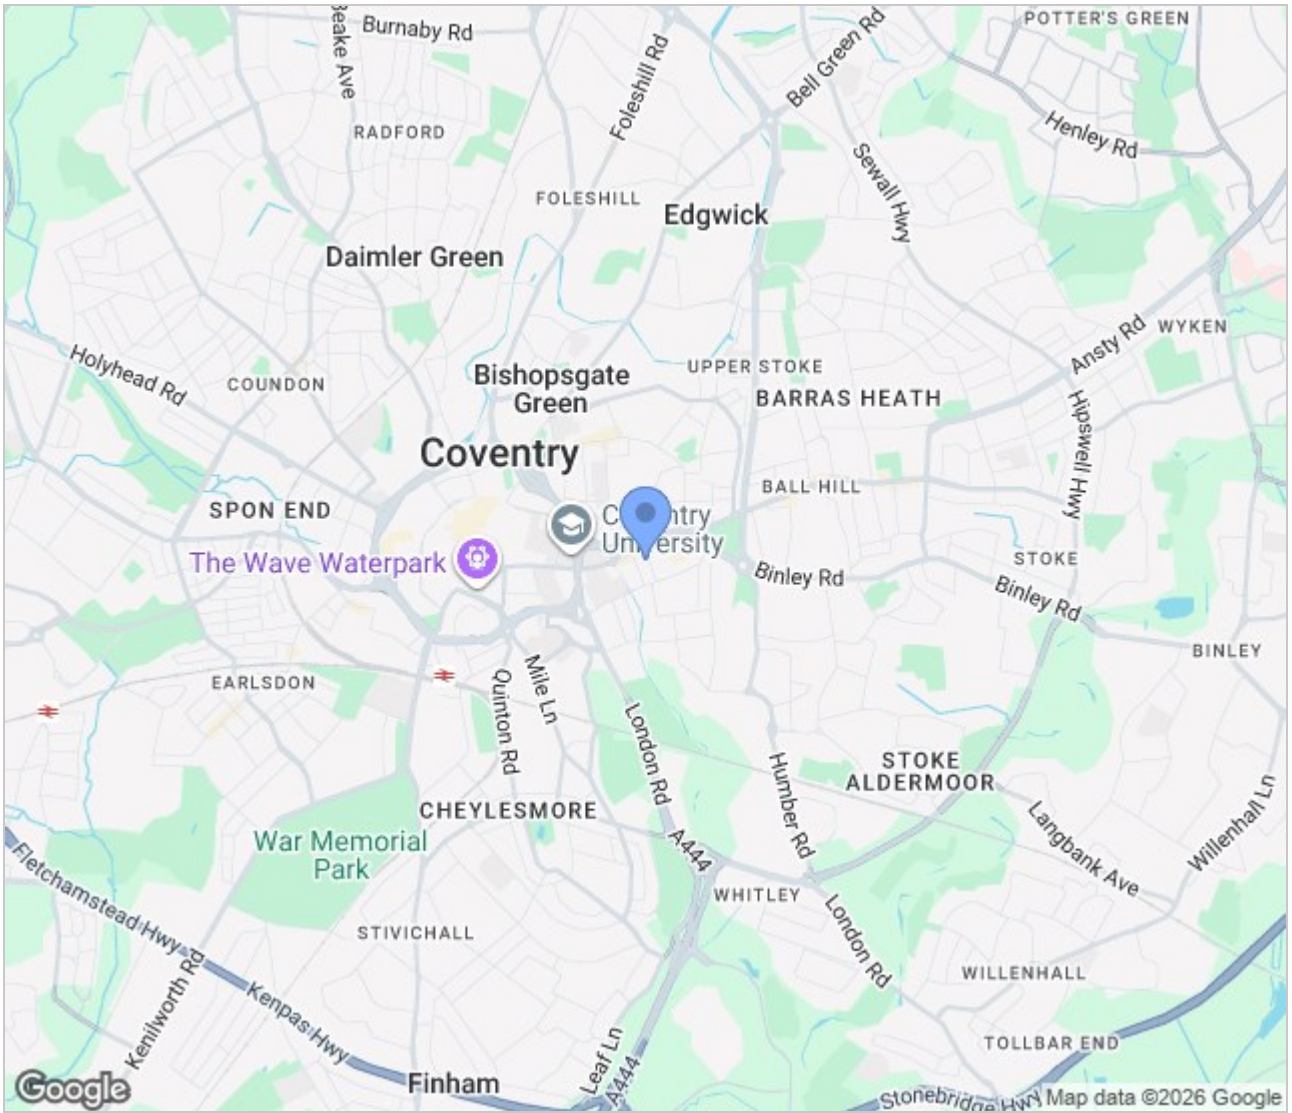 POTTER'S GREEN
Burnaby Rd
Beake Ave
Foleshill Rd
Bell Green Rd
RADFORD
Henley Rd
Sewall Hwy
FOLESHILL
Edgwick
Daimler Green
WYKEN
Ansty Rd
Holyhead Rd
COUNDON
UPPER STOKE
Bishopsgate
Green
BARRAS HEATH
Hipswell Hwy
Coventry
BALL HILL
SPON END
Coventry
University
The Wave Waterpark
STOKE
Binley Rd
Binley Rd
BINLEY
EARLSDON
Mile Ln
Quinton Rd
London Rd
STOKE
ALDERMOOR
Humber Rd
CHEYLESMORE
War Memorial
Park
Langbank Ave
Willenhall Ln
A444
Fletchamstead Hwy
WHITLEY
London Rd
STIVICHALL
WILLENHALL
Kenilworth Rd
Kenpas Hwy
TOLLBAR END
Leaf Ln
A444
Finham
Google
Stonebridge Hwy
Map data ©2026 Google